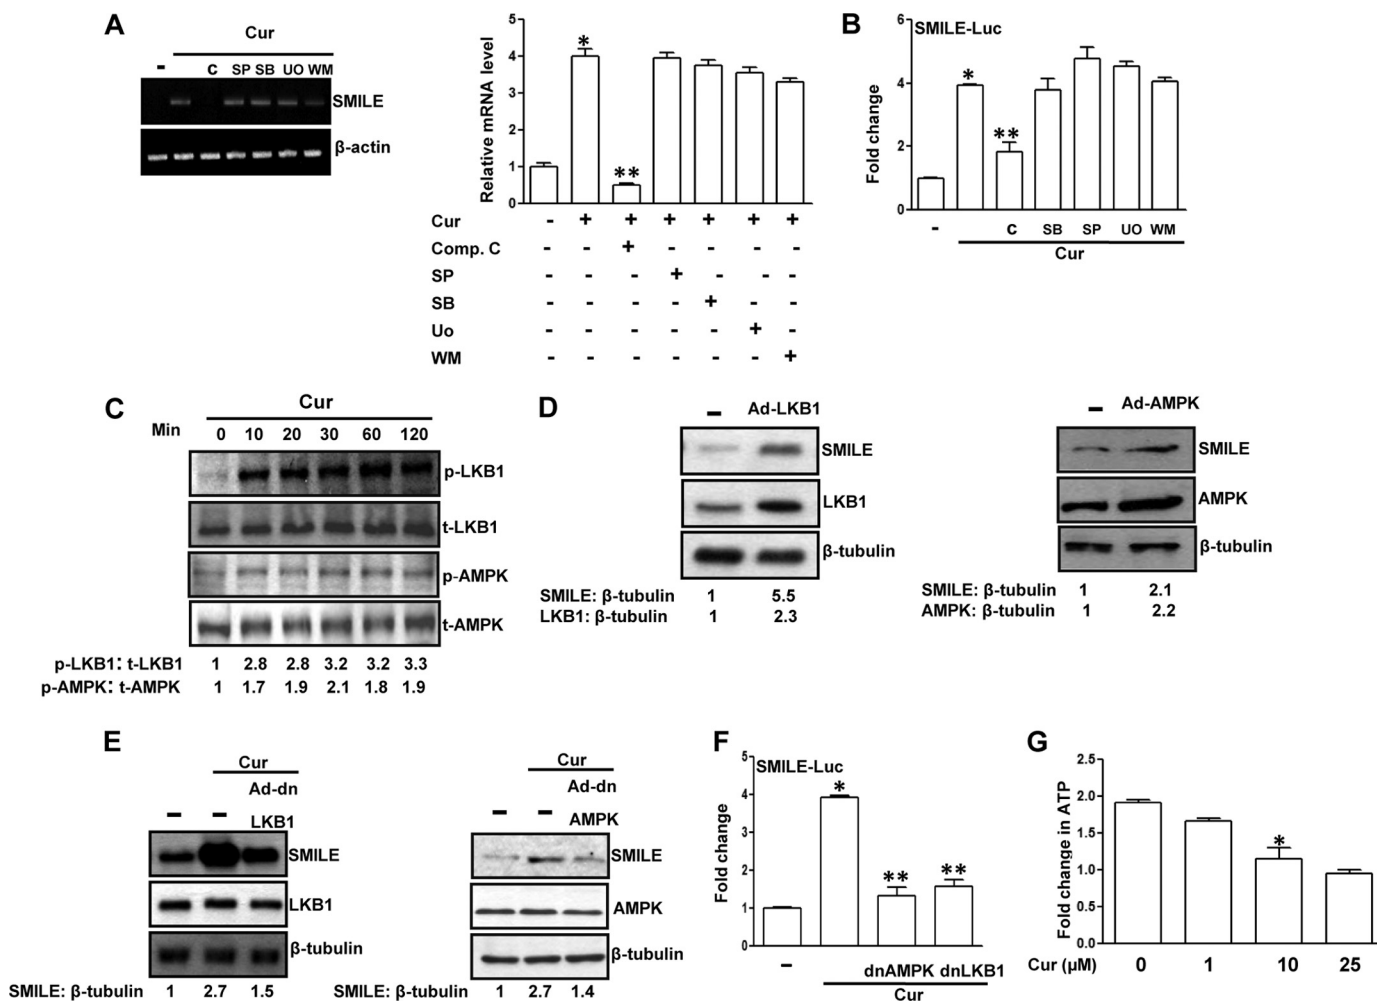 A
Cur
- C SP SB UO WM
SMILE
β-actin
Relative mRNA level
5
4
3
2
1
0
*
**
Cur - + + + + + +
Comp. C - - + - - - -
SP - - - + - - -
SB - - - - + - -
Uo - - - - - + -
WM - - - - - - +
B
SMILE-Luc
Fold change
6
4
2
0
*
**
- C SB SP UO WM
Cur
C
Cur
Min 0 10 20 30 60 120
p-LKB1
t-LKB1
p-AMPK
t-AMPK
p-LKB1: t-LKB1 1 2.8 2.8 3.2 3.2 3.3
p-AMPK: t-AMPK 1 1.7 1.9 2.1 1.8 1.9
D
- Ad-LKB1
SMILE
LKB1
β-tubulin
SMILE: β-tubulin 1 5.5
LKB1: β-tubulin 1 2.3
- Ad-AMPK
SMILE
AMPK
β-tubulin
SMILE: β-tubulin 1 2.1
AMPK: β-tubulin 1 2.2
E
Cur
Ad-dn
- - LKB1
SMILE
LKB1
β-tubulin
SMILE: β-tubulin 1 2.7 1.5
Cur
Ad-dn
- - AMPK
SMILE
AMPK
β-tubulin
SMILE: β-tubulin 1 2.7 1.4
F
SMILE-Luc
Fold change
5
4
3
2
1
0
*
** **
- dnAMPK dnLKB1
Cur
G
Fold change in ATP
2.5
2.0
1.5
1.0
0.5
0.0
*
Cur (µM) 0 1 10 25